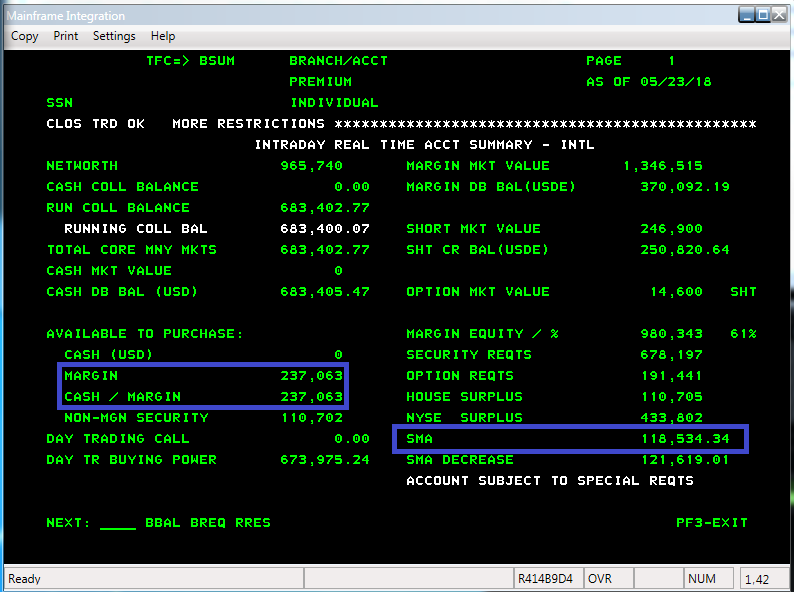 Mainframe Integration
Copy Print Settings Help
TFC=> BSUM BRANCH/ACCT PAGE 1
PREMIUM AS OF 05/23/18
SSN INDIVIDUAL
CLOS TRD OK MORE RESTRICTIONS ***********************************************
INTRADAY REAL TIME ACCT SUMMARY - INTL
NETWORTH 965,740 MARGIN MKT VALUE 1,346,515
CASH COLL BALANCE 0.00 MARGIN DB BAL(USDE) 370,092.19
RUN COLL BALANCE 683,402.77
RUNNING COLL BAL 683,400.07 SHORT MKT VALUE 246,900
TOTAL CORE MNY MKTS 683,402.77 SHT CR BAL(USDE) 250,820.64
CASH MKT VALUE 0
CASH DB BAL (USD) 683,405.47 OPTION MKT VALUE 14,600 SHT
AVAILABLE TO PURCHASE: MARGIN EQUITY / % 980,343 61%
CASH (USD) 0 SECURITY REQTS 678,197
MARGIN 237,063 OPTION REQTS 191,441
CASH / MARGIN 237,063 HOUSE SURPLUS 110,705
NON-MGN SECURITY 110,702 NYSE SURPLUS 433,802
DAY TRADING CALL 0.00 SMA 118,534.34
DAY TR BUYING POWER 673,975.24 SMA DECREASE 121,619.01
ACCOUNT SUBJECT TO SPECIAL REQTS
NEXT: ____ BBAL BREQ RRES PF3-EXIT
Ready R414B9D4 OVR NUM 1,42